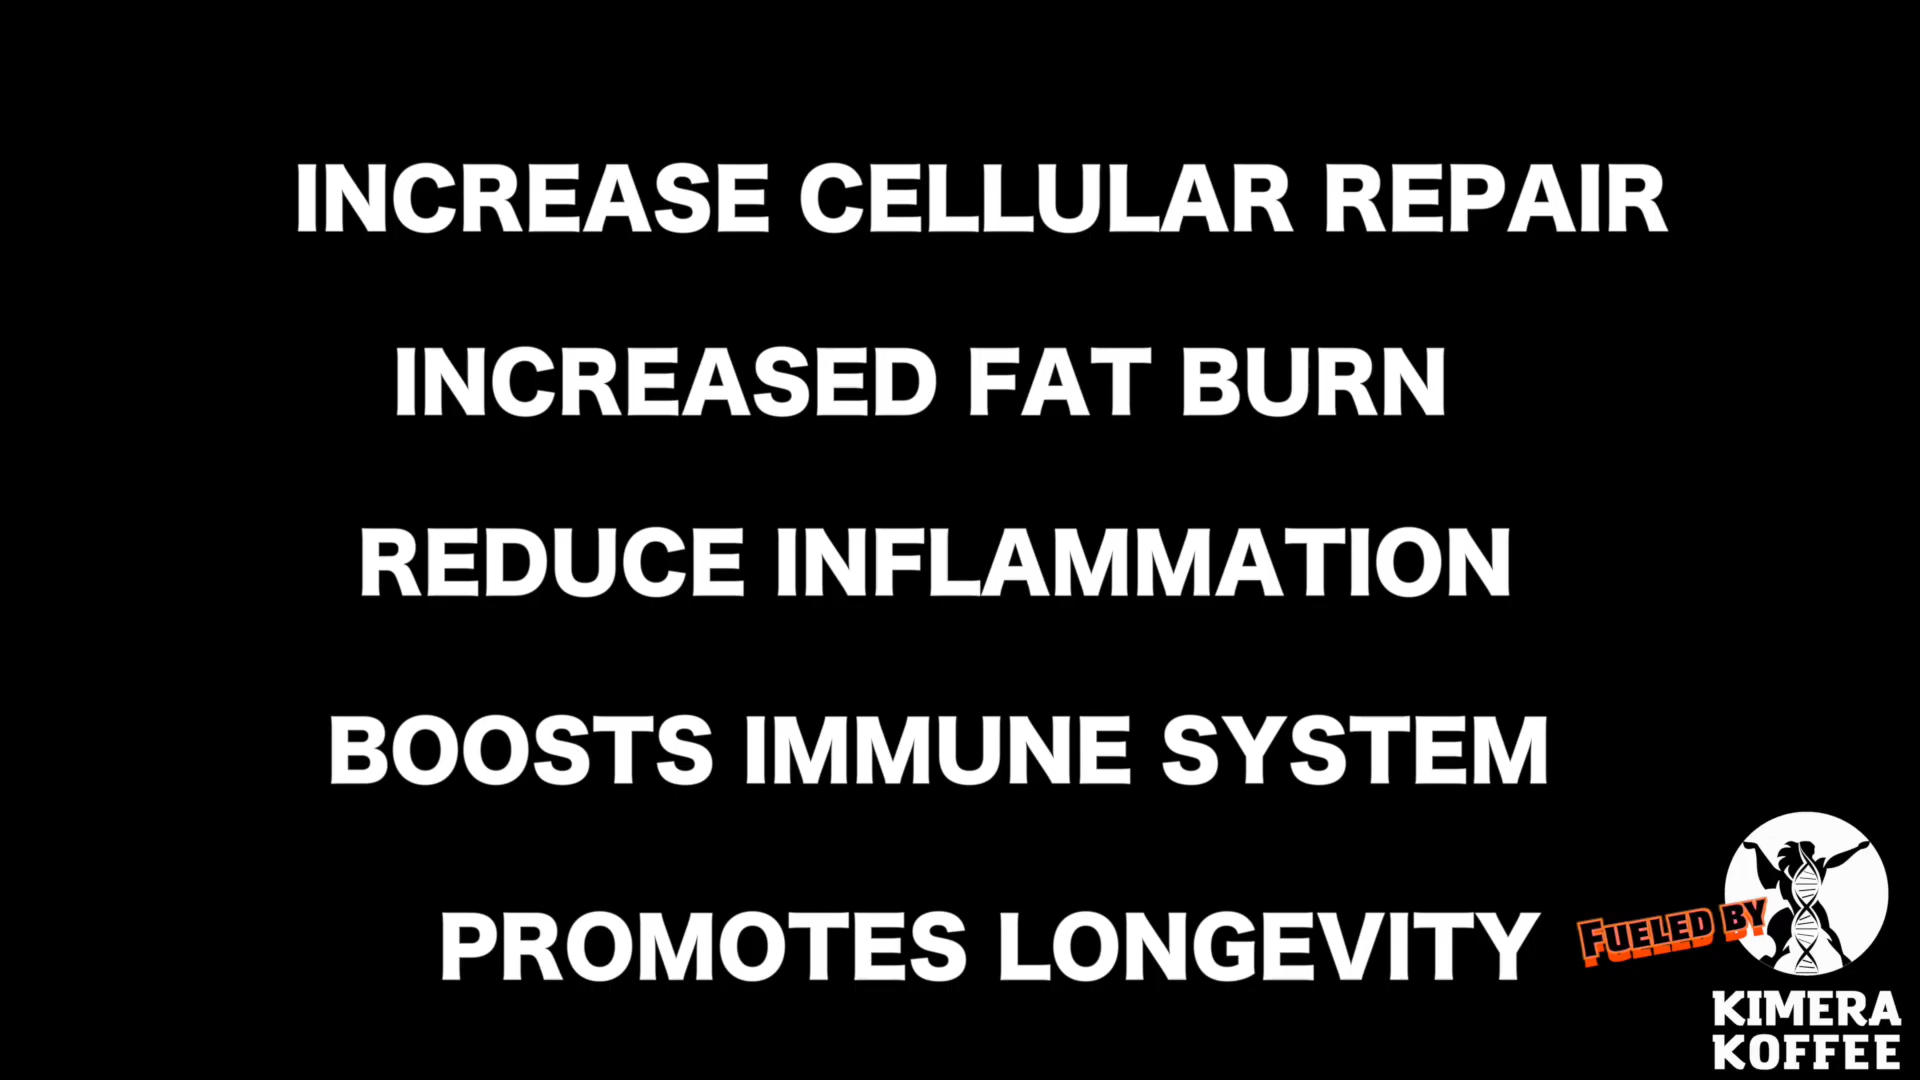 INCREASE CELLULAR REPAIR
INCREASED FAT BURN
REDUCE INFLAMMATION
BOOSTS IMMUNE SYSTEM
PROMOTES LONGEVITY
FUELED BY
KIMERA
KOFFEE